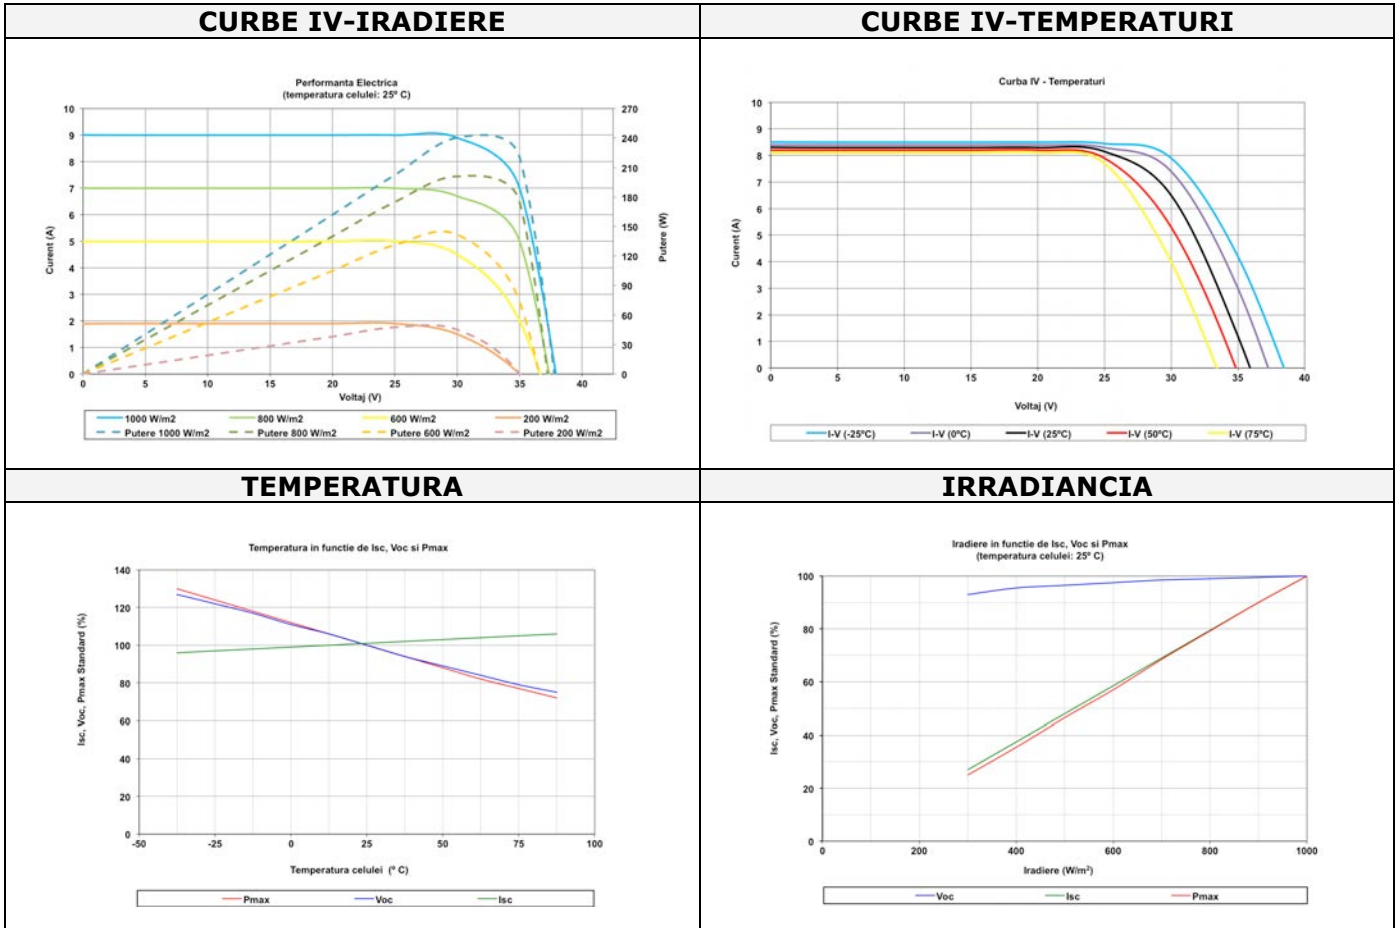 CURBE IV-IRADIERE
Performanta Electrica
(temperatura celulei: 25º C)
10
9
8
7
6
5
4
3
2
1
0
Curent (A)
270
240
210
180
150
120
90
60
30
0
Putere (W)
0 5 10 15 20 25 30 35 40
Voltaj (V)
1000 W/m2 800 W/m2 600 W/m2 200 W/m2
Putere 1000 W/m2 Putere 800 W/m2 Putere 600 W/m2 Putere 200 W/m2
CURBE IV-TEMPERATURI
Curba IV - Temperaturi
10
9
8
7
6
5
4
3
2
1
0
Curent (A)
0 5 10 15 20 25 30 35 40
Voltaj (V)
I-V (-25ºC) I-V (0ºC) I-V (25ºC) I-V (50ºC) I-V (75ºC)
TEMPERATURA
Temperatura in functie de Isc, Voc si Pmax
140
120
100
80
60
40
20
0
Isc, Voc, Pmax Standard (%)
-50 -25 0 25 50 75 100
Temperatura celulei (º C)
Pmax Voc Isc
IRRADIANCIA
Iradiere in functie de Isc, Voc si Pmax
(temperatura celulei: 25º C)
100
80
60
40
20
0
Isc, Voc, Pmax Standard (%)
0 200 400 600 800 1000
Iradiere (W/m²)
Voc Isc Pmax